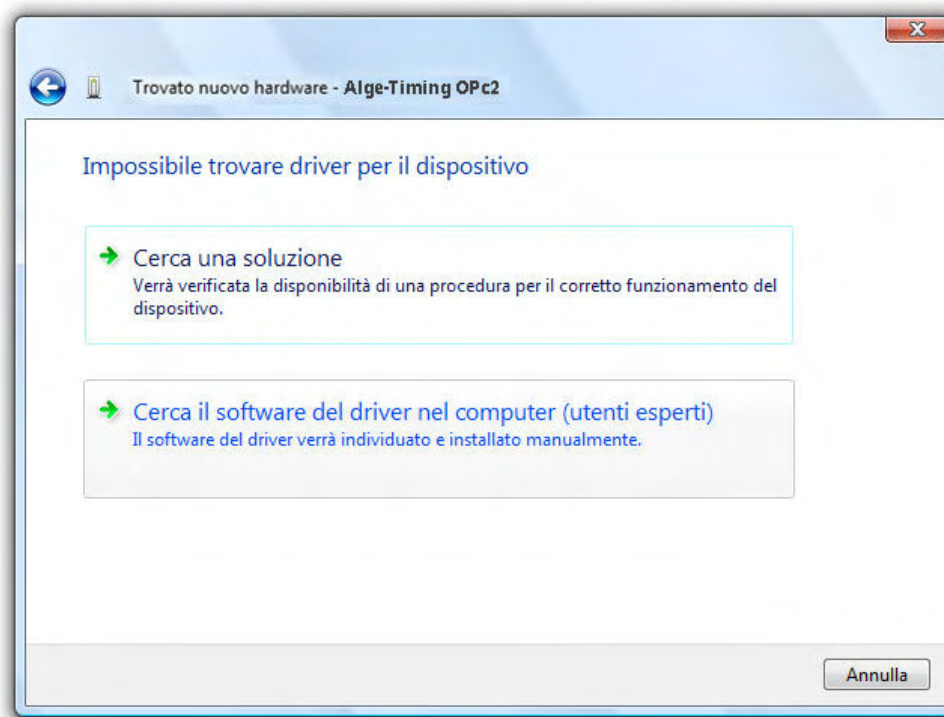 Trovato nuovo hardware - Alge-Timing OPc2
Impossibile trovare driver per il dispositivo
Cerca una soluzione
Verrà verificata la disponibilità di una procedura per il corretto funzionamento del
dispositivo.
Cerca il software del driver nel computer (utenti esperti)
Il software del driver verrà individuato e installato manualmente.
Annulla